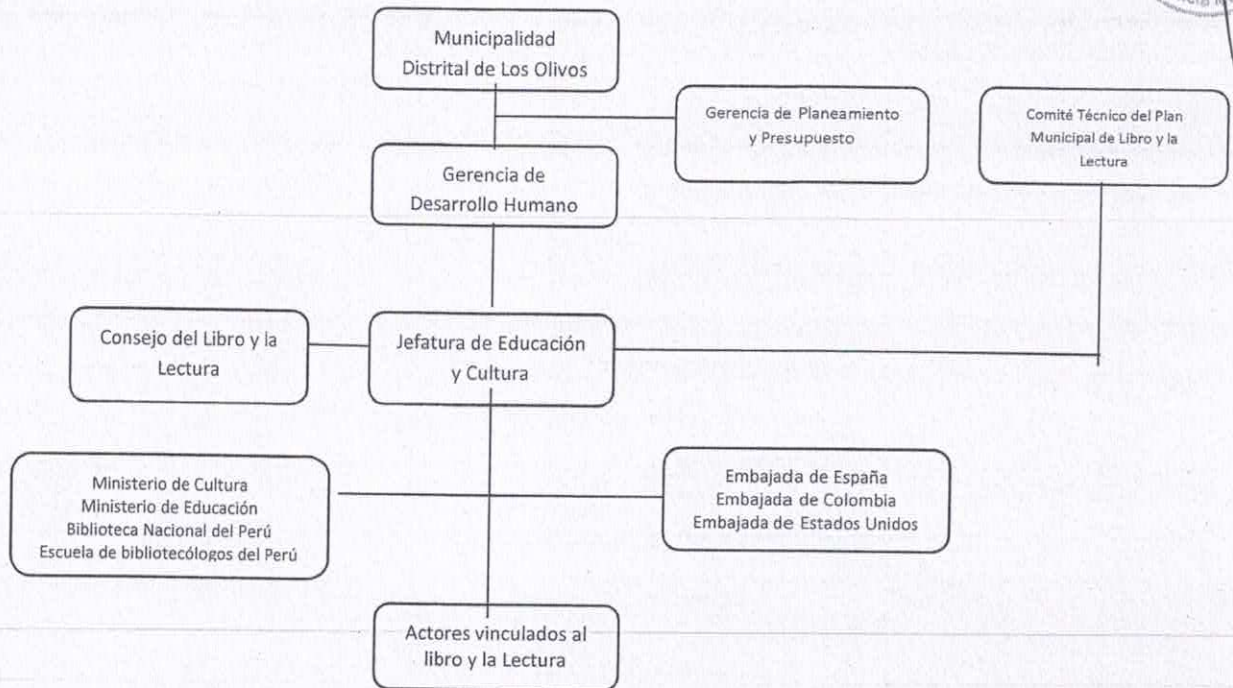 Municipalidad
Distrital de Los Olivos
Gerencia de Planeamiento
y Presupuesto
Comité Técnico del Plan
Municipal de Libro y la
Lectura
Gerencia de
Desarrollo Humano
Consejo del Libro y la
Lectura
Jefatura de Educación
y Cultura
Ministerio de Cultura
Ministerio de Educación
Biblioteca Nacional del Perú
Escuela de bibliotecólogos del Perú
Embajada de España
Embajada de Colombia
Embajada de Estados Unidos
Actores vinculados al
libro y la Lectura